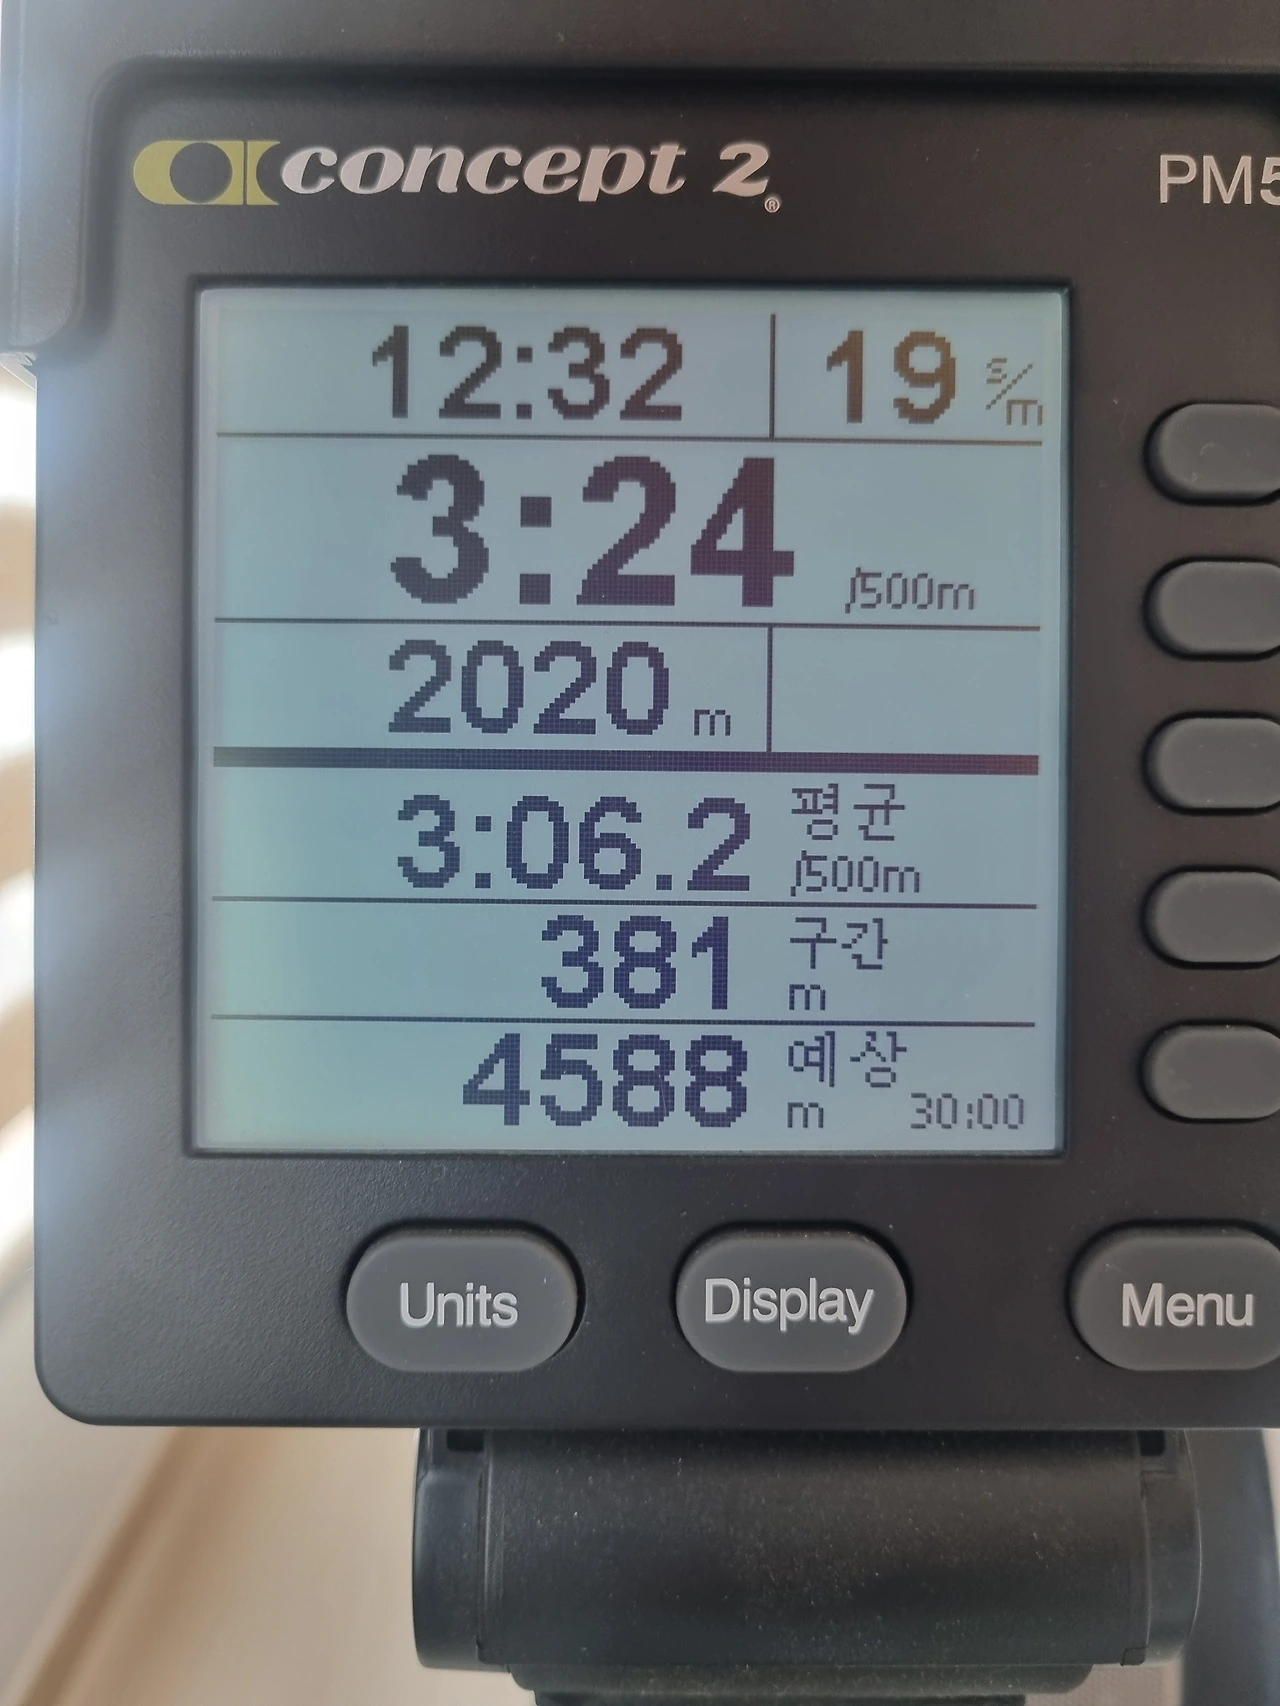 concept 2®
PM5
12:32 19 s/m
3:24 /500m
2020 m
3:06.2 평균 /500m
381 구간 m
4588 예상 m 30:00
Units Display Menu